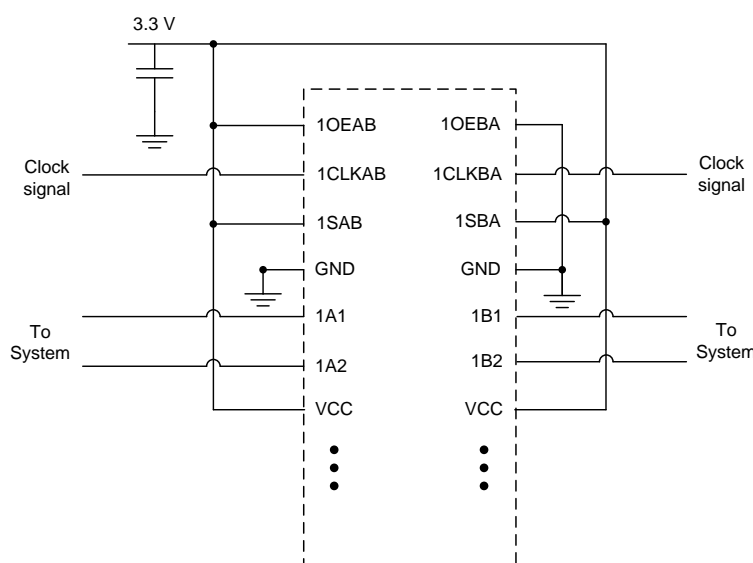 3.3 V
1OEAB
1OEBA
Clock
signal
1CLKAB
1CLKBA
Clock
signal
1SAB
1SBA
GND
GND
1A1
1B1
To
System
To
System
1A2
1B2
VCC
VCC